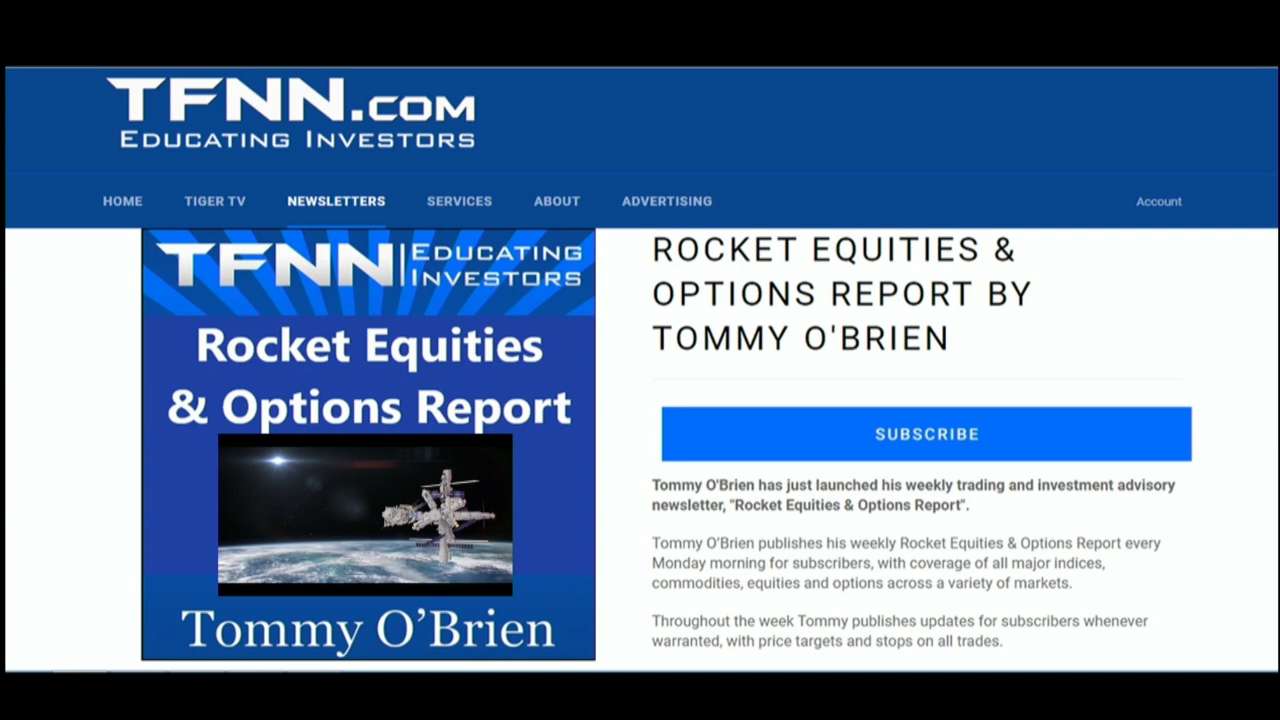 TFNN.COM
EDUCATING INVESTORS
HOME TIGER TV NEWSLETTERS SERVICES ABOUT ADVERTISING Account
TFNN | EDUCATING
INVESTORS
Rocket Equities
& Options Report
Tommy O’Brien
ROCKET EQUITIES &
OPTIONS REPORT BY
TOMMY O'BRIEN
SUBSCRIBE
Tommy O'Brien has just launched his weekly trading and investment advisory
newsletter, "Rocket Equities & Options Report".
Tommy O'Brien publishes his weekly Rocket Equities & Options Report every
Monday morning for subscribers, with coverage of all major indices,
commodities, equities and options across a variety of markets.
Throughout the week Tommy publishes updates for subscribers whenever
warranted, with price targets and stops on all trades.